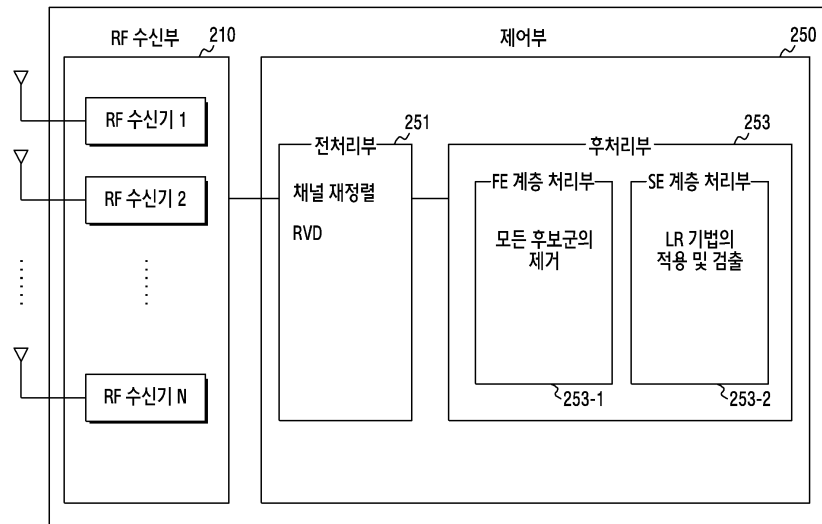 RF 수신부
210
제어부
250
RF 수신기 1
RF 수신기 2
RF 수신기 N
전처리부
251
채널 재정렬
RVD
후처리부
253
FE 계층 처리부
모든 후보군의
제거
253-1
SE 계층 처리부
LR 기법의
적용 및 검출
253-2